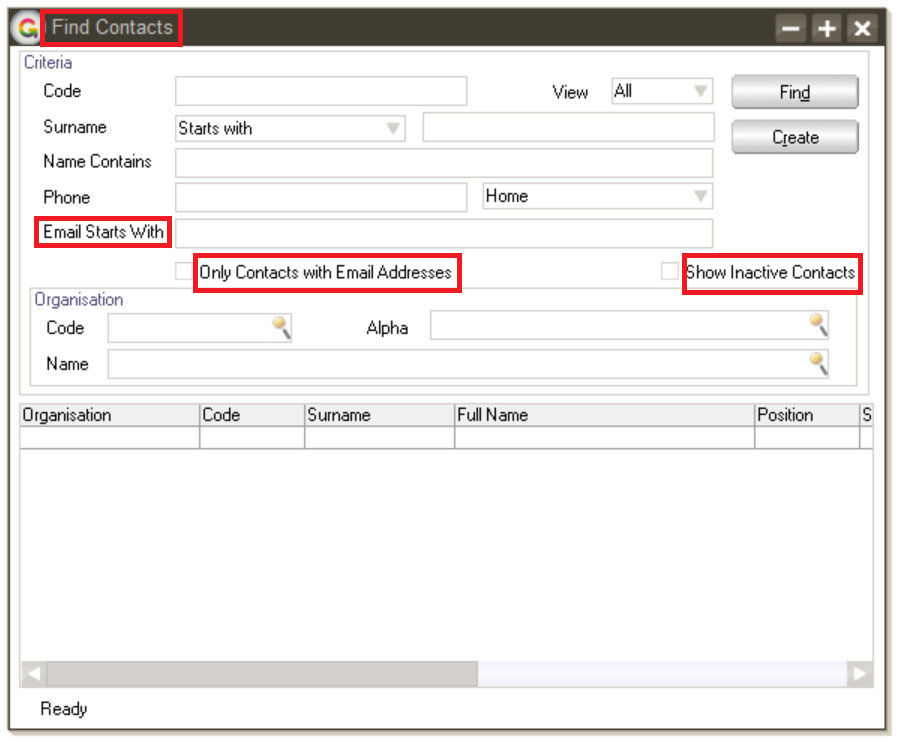 Find Contacts
Criteria
Code View All Find
Surname Starts with Create
Name Contains
Phone Home
Email Starts With
Only Contacts with Email Addresses Show Inactive Contacts
Organisation
Code Alpha
Name
Organisation Code Surname Full Name Position S
Ready